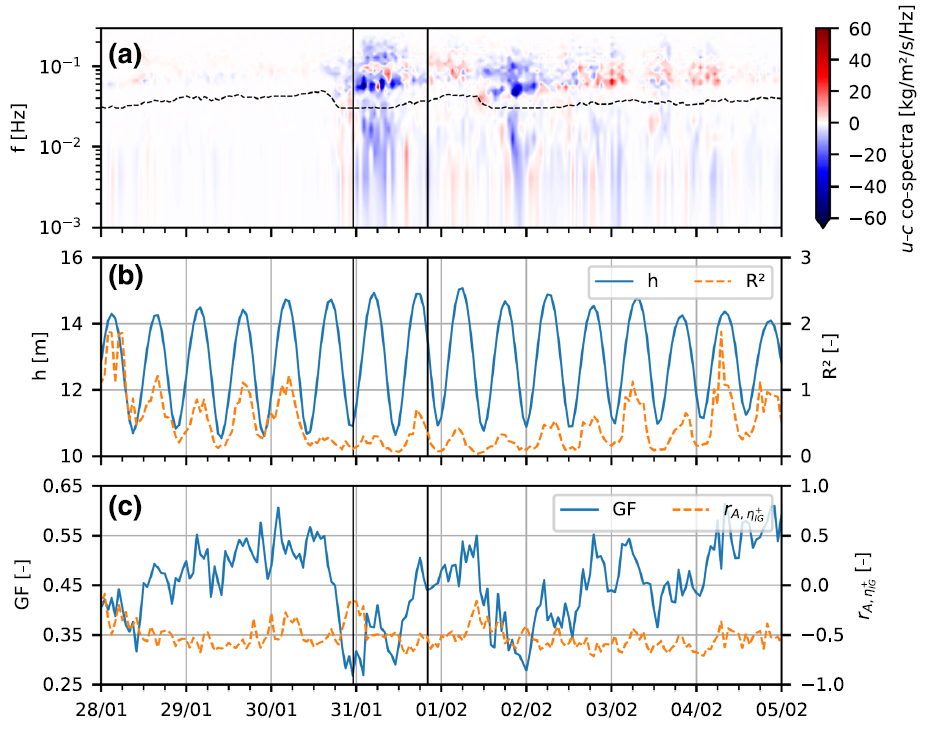 (a)
f [Hz]
10⁻¹
10⁻²
10⁻³
60
40
20
0
−20
−40
−60
u-c co-spectra [kg/m²/s/Hz]
(b)
h [m]
16
14
12
10
h
R²
3
2
1
0
R² [-]
(c)
GF [-]
0.65
0.55
0.45
0.35
0.25
GF
r_{A, η⁺_{IG}}
1.0
0.5
0.0
−0.5
−1.0
r_{A, η⁺_{IG}} [-]
28/01
29/01
30/01
31/01
01/02
02/02
03/02
04/02
05/02